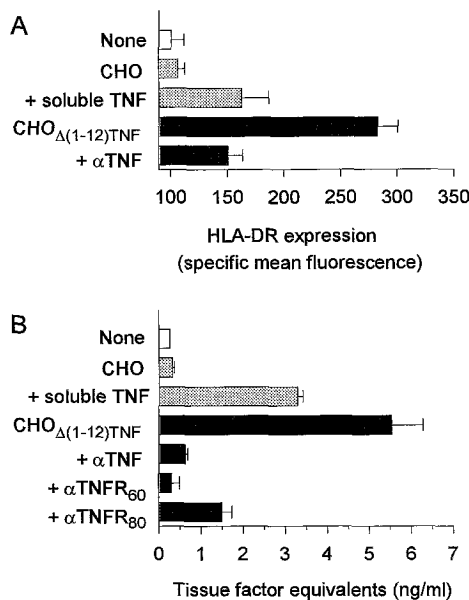 A
None
CHO
+ soluble TNF
CHOΔ(1-12)TNF
+ αTNF
100 150 200 250 300 350
HLA-DR expression
(specific mean fluorescence)
B
None
CHO
+ soluble TNF
CHOΔ(1-12)TNF
+ αTNF
+ αTNFR60
+ αTNFR80
0 1 2 3 4 5 6 7
Tissue factor equivalents (ng/ml)